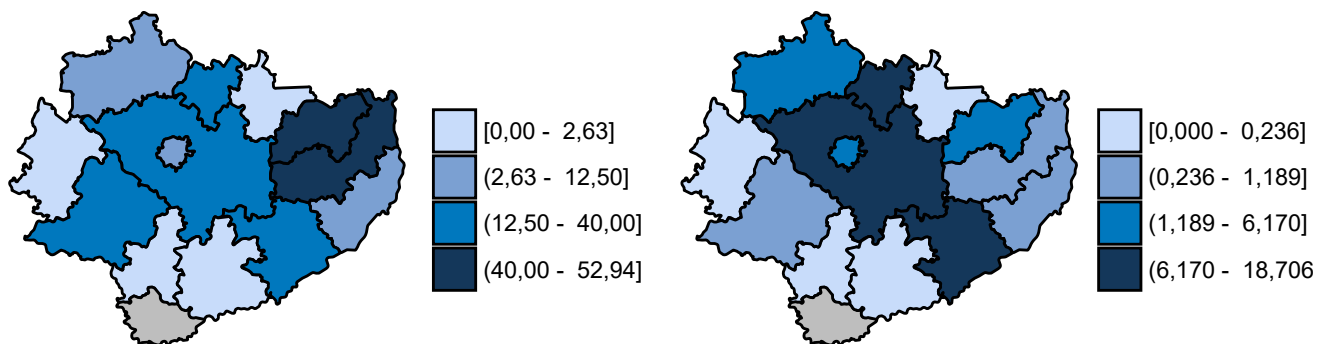 [0,00 - 2,63]
(2,63 - 12,50]
(12,50 - 40,00]
(40,00 - 52,94]
[0,000 - 0,236]
(0,236 - 1,189]
(1,189 - 6,170]
(6,170 - 18,706